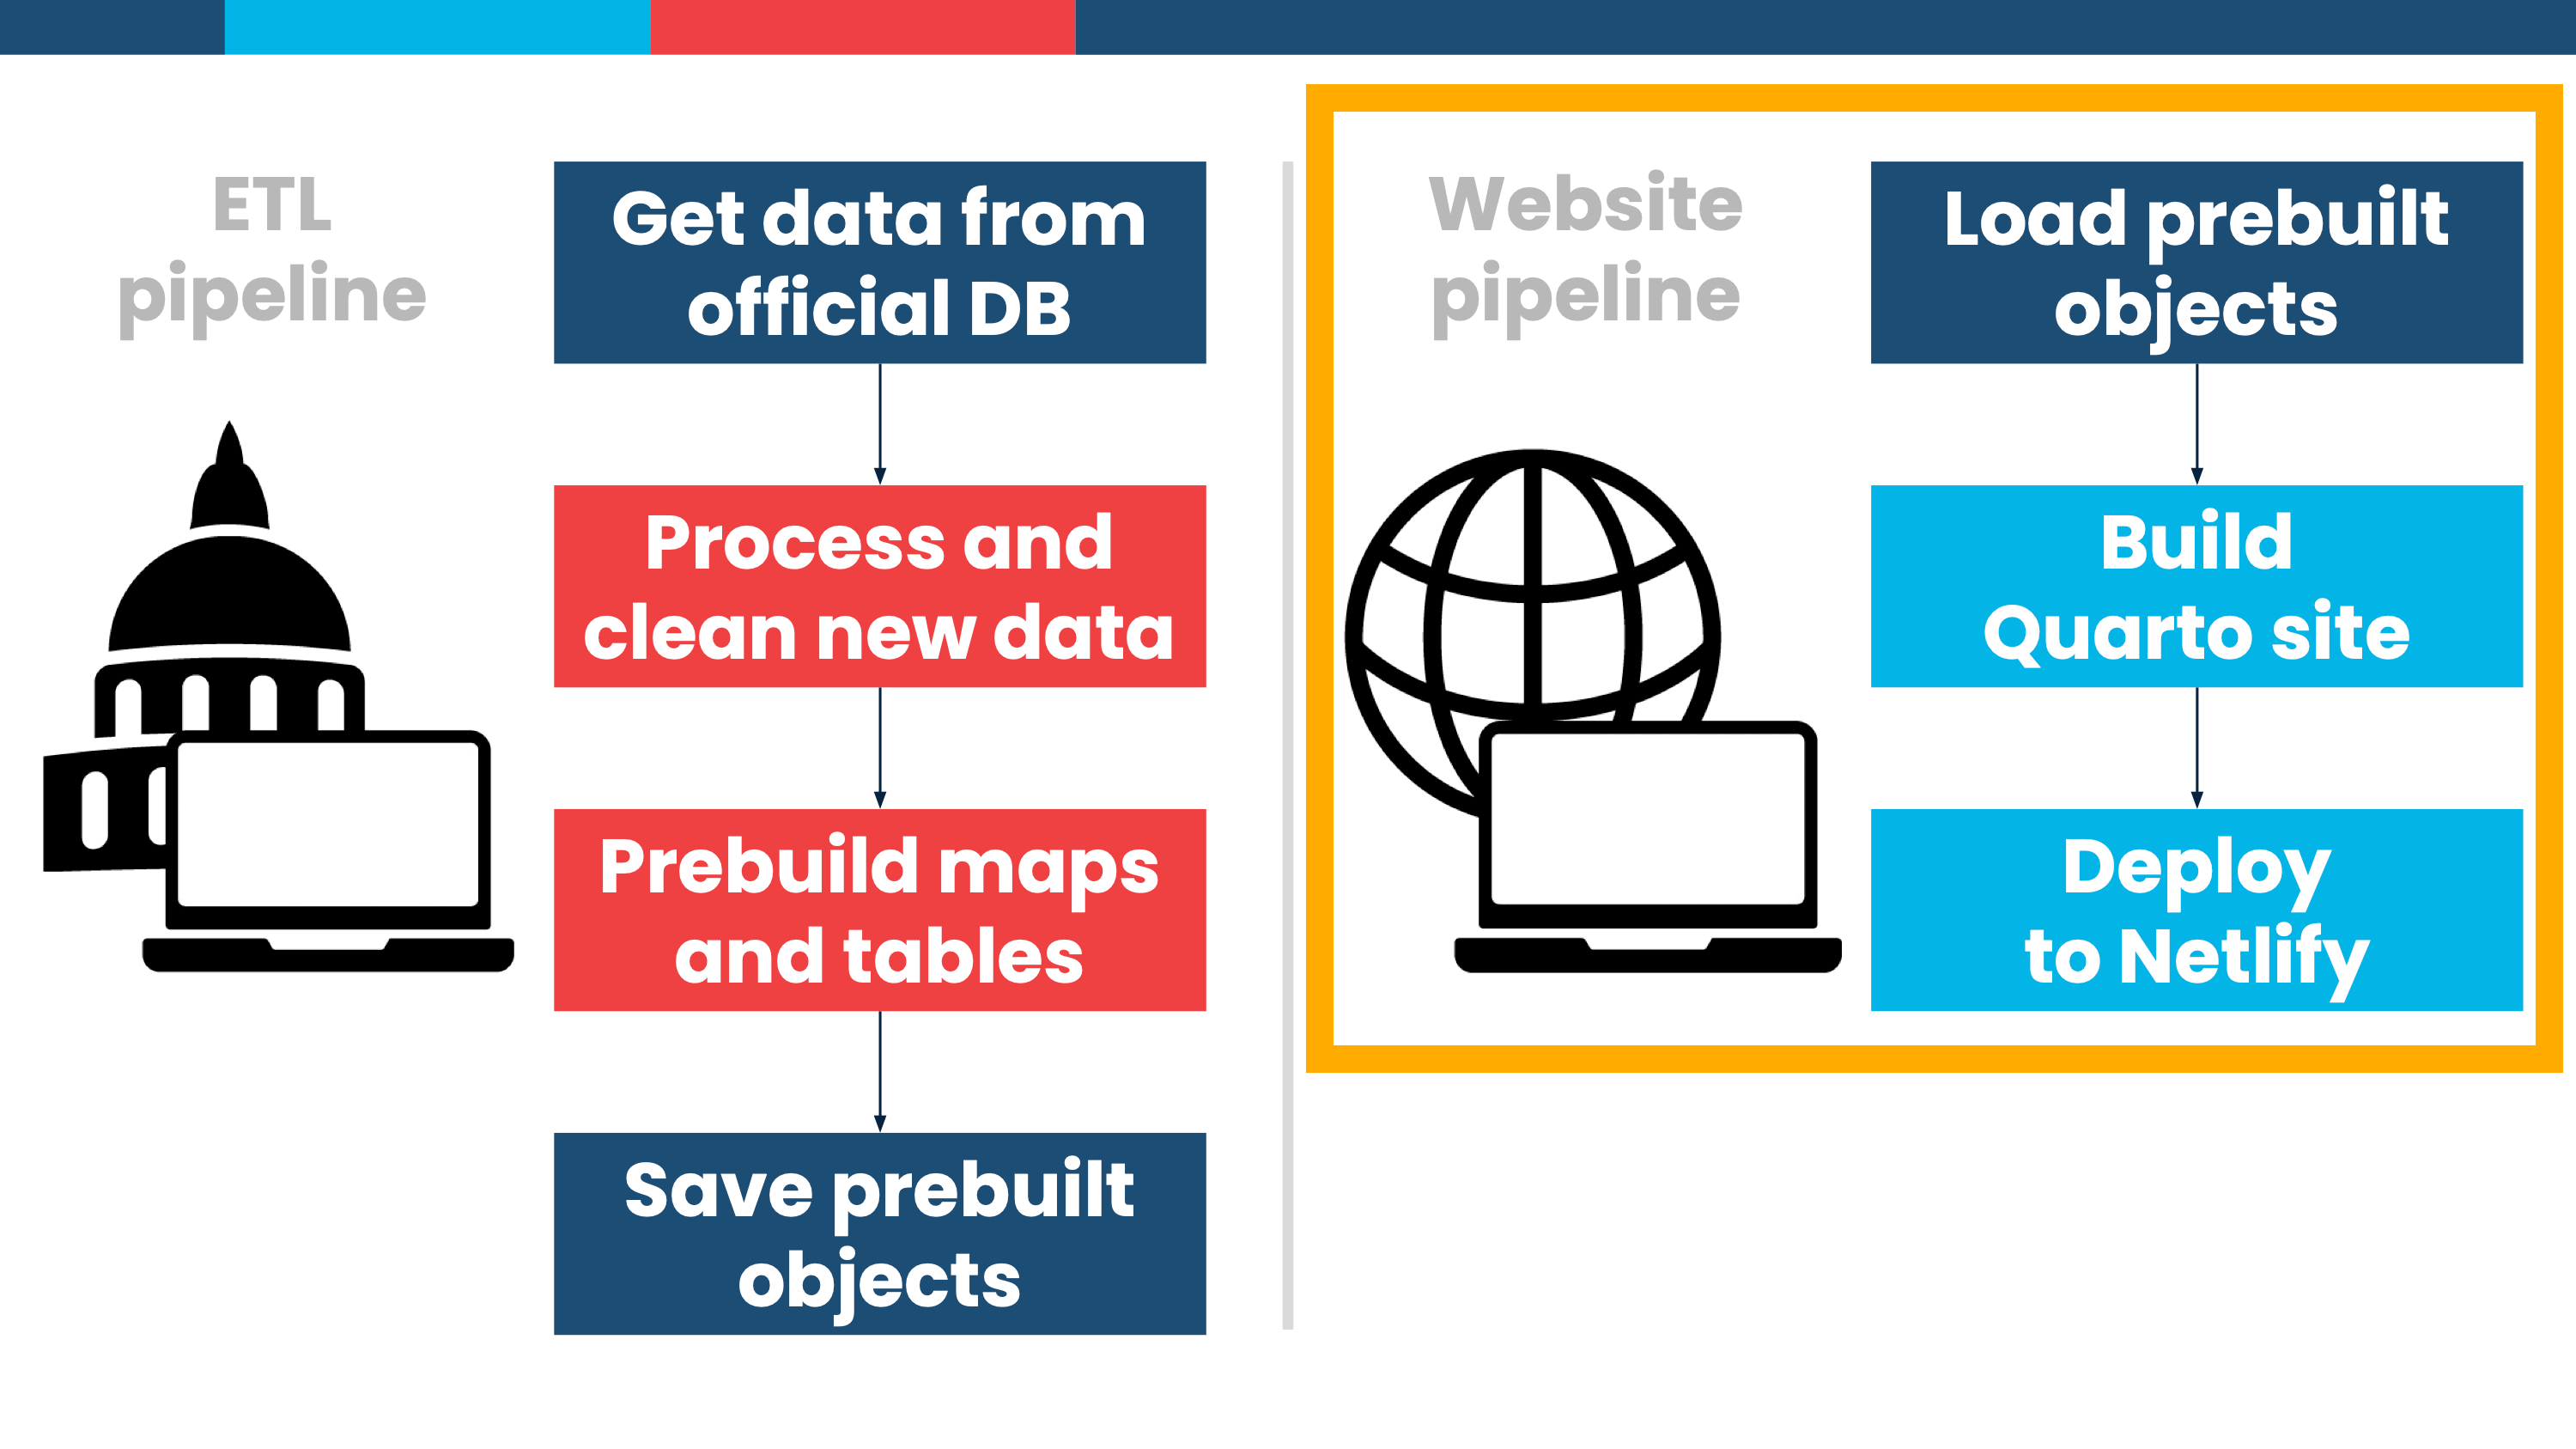 ETL
pipeline
Get data from
official DB
Process and
clean new data
Prebuild maps
and tables
Save prebuilt
objects
Website
pipeline
Load prebuilt
objects
Build
Quarto site
Deploy
to Netlify